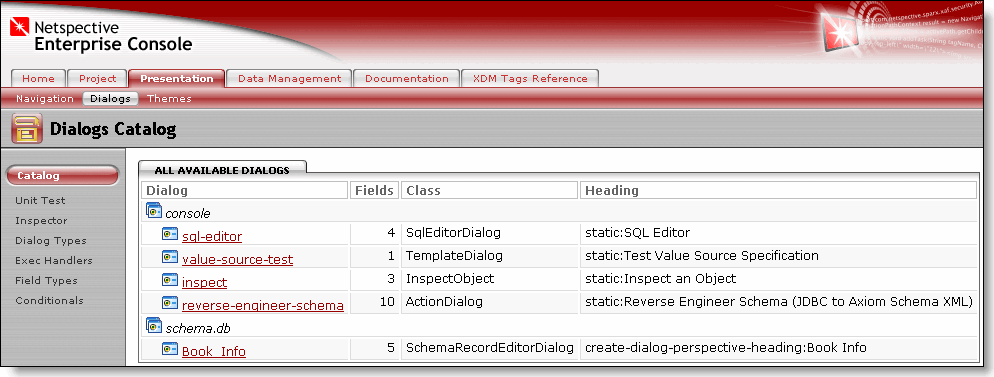 Netspective
Enterprise Console
Home Project Presentation Data Management Documentation XDM Tags Reference
Navigation Dialogs Themes
Dialogs Catalog
Catalog
Unit Test
Inspector
Dialog Types
Exec Handlers
Field Types
Conditionals
ALL AVAILABLE DIALOGS
Dialog Fields Class Heading
console
sql-editor 4 SqlEditorDialog static:SQL Editor
value-source-test 1 TemplateDialog static:Test Value Source Specification
inspect 3 InspectObject static:Inspect an Object
reverse-engineer-schema 10 ActionDialog static:Reverse Engineer Schema (JDBC to Axiom Schema XML)
schema.db
Book_Info 5 SchemaRecordEditorDialog create-dialog-perspective-heading:Book Info